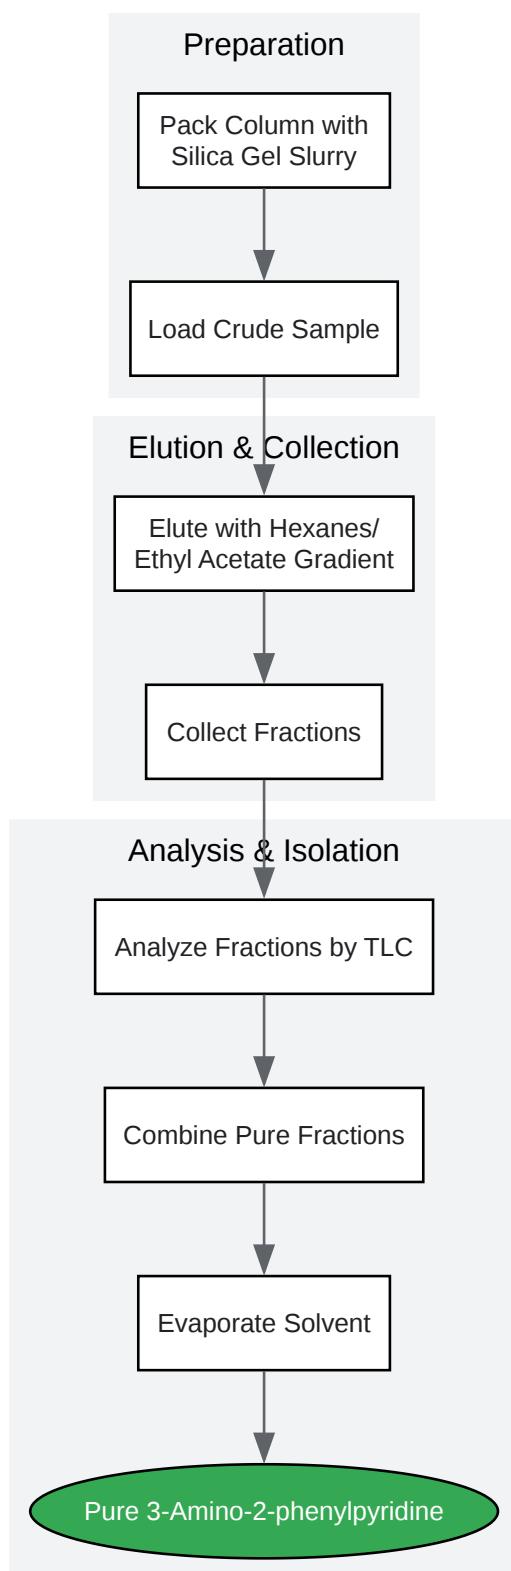 Preparation
Pack Column with
Silica Gel Slurry
Load Crude Sample
Elution & Collection
Elute with Hexanes/
Ethyl Acetate Gradient
Collect Fractions
Analysis & Isolation
Analyze Fractions by TLC
Combine Pure Fractions
Evaporate Solvent
Pure 3-Amino-2-phenylpyridine